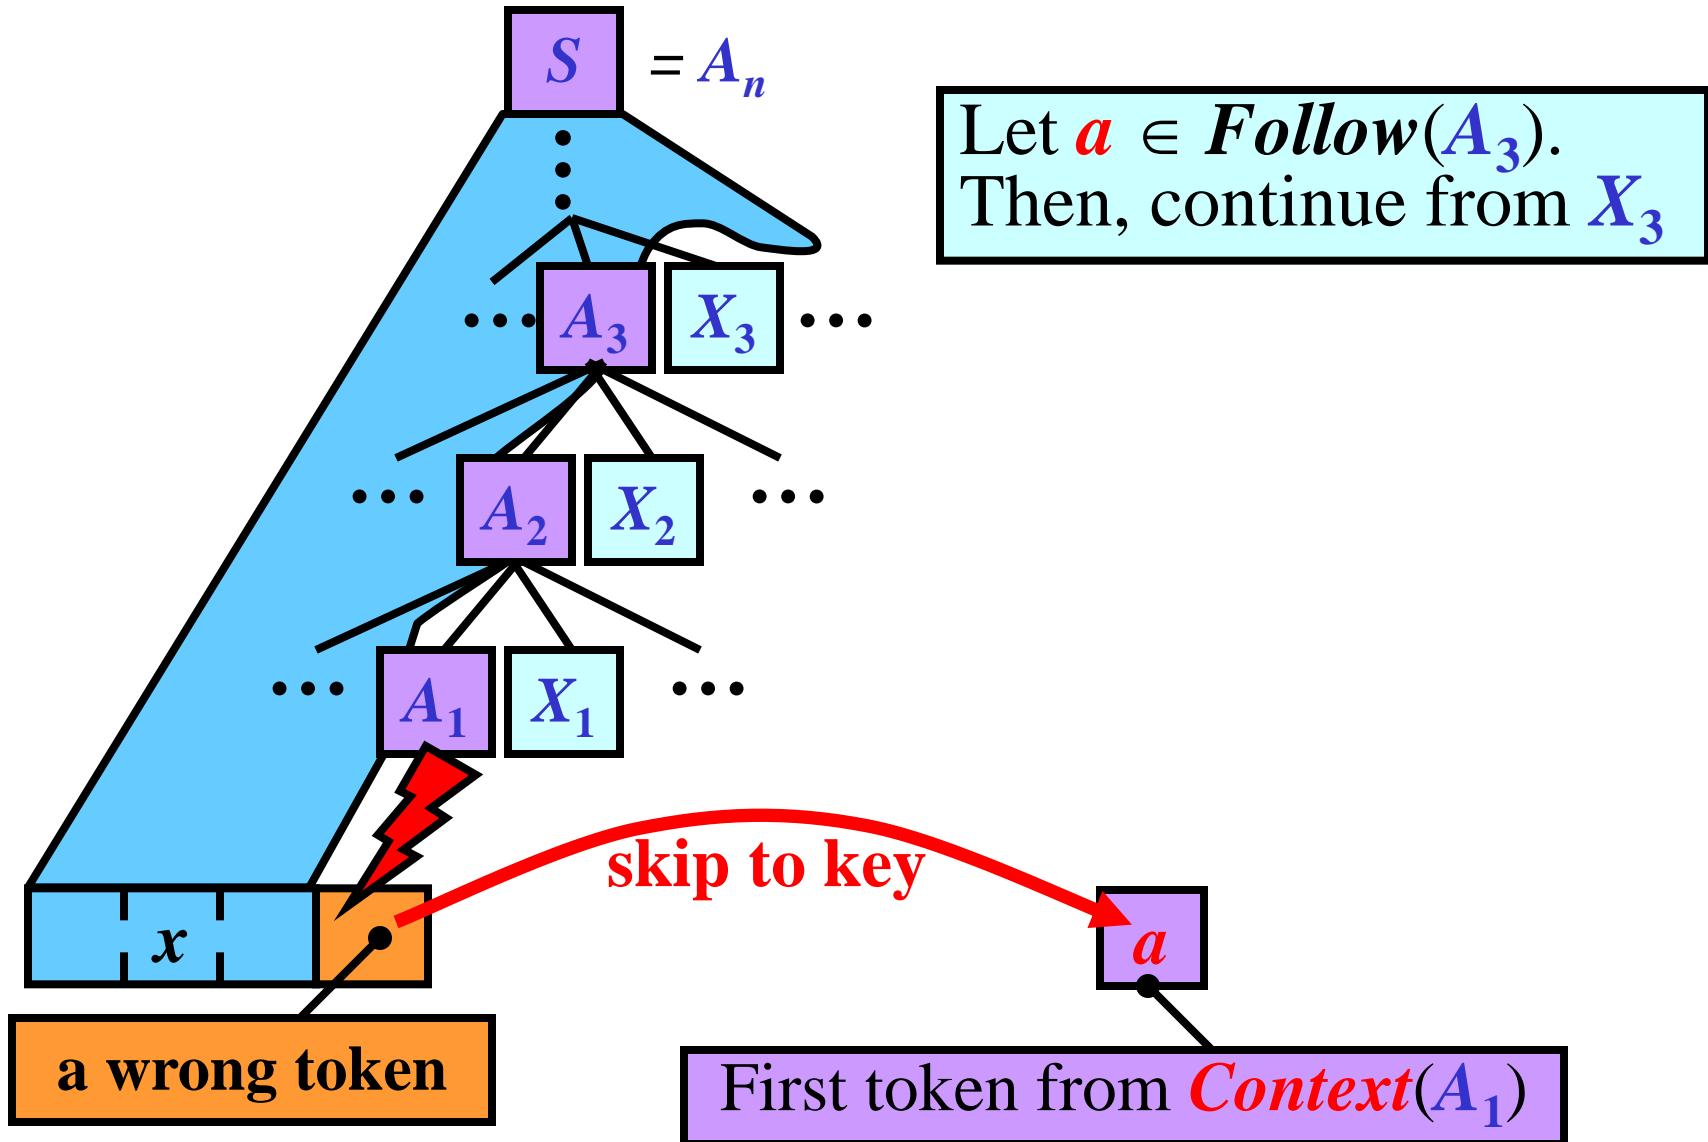 S = Aₙ
Let a ∈ Follow(A₃).
Then, continue from X₃
••• A₃ X₃ •••
••• A₂ X₂ •••
••• A₁ X₁ •••
skip to key
x
a
a wrong token
First token from Context(A₁)